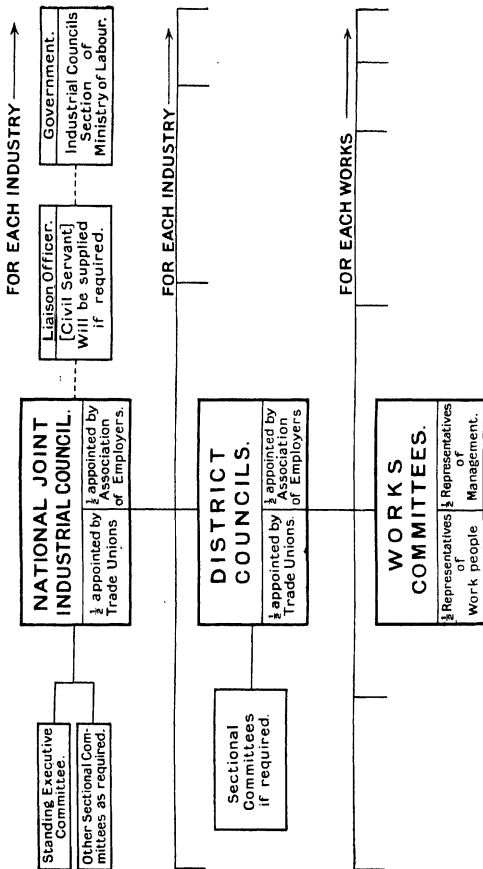 FOR EACH INDUSTRY
Standing Executive
Committee.
Other Sectional Com-
mittees as required.
NATIONAL JOINT
INDUSTRIAL COUNCIL.
½ appointed by
Trade Unions
½ appointed by
Association
of Employers.
Liaison Officer.
[Civil Servant]
Will be supplied
if required.
Government.
Industrial Councils
Section of
Ministry of Labour.
FOR EACH INDUSTRY
Sectional
Committees
if required.
DISTRICT
COUNCILS.
½ appointed by
Trade Unions.
½ appointed by
Association
of Employers
FOR EACH WORKS
WORKS
COMMITTEES.
½ Representatives
of
Work people
½ Representatives
of
Management.